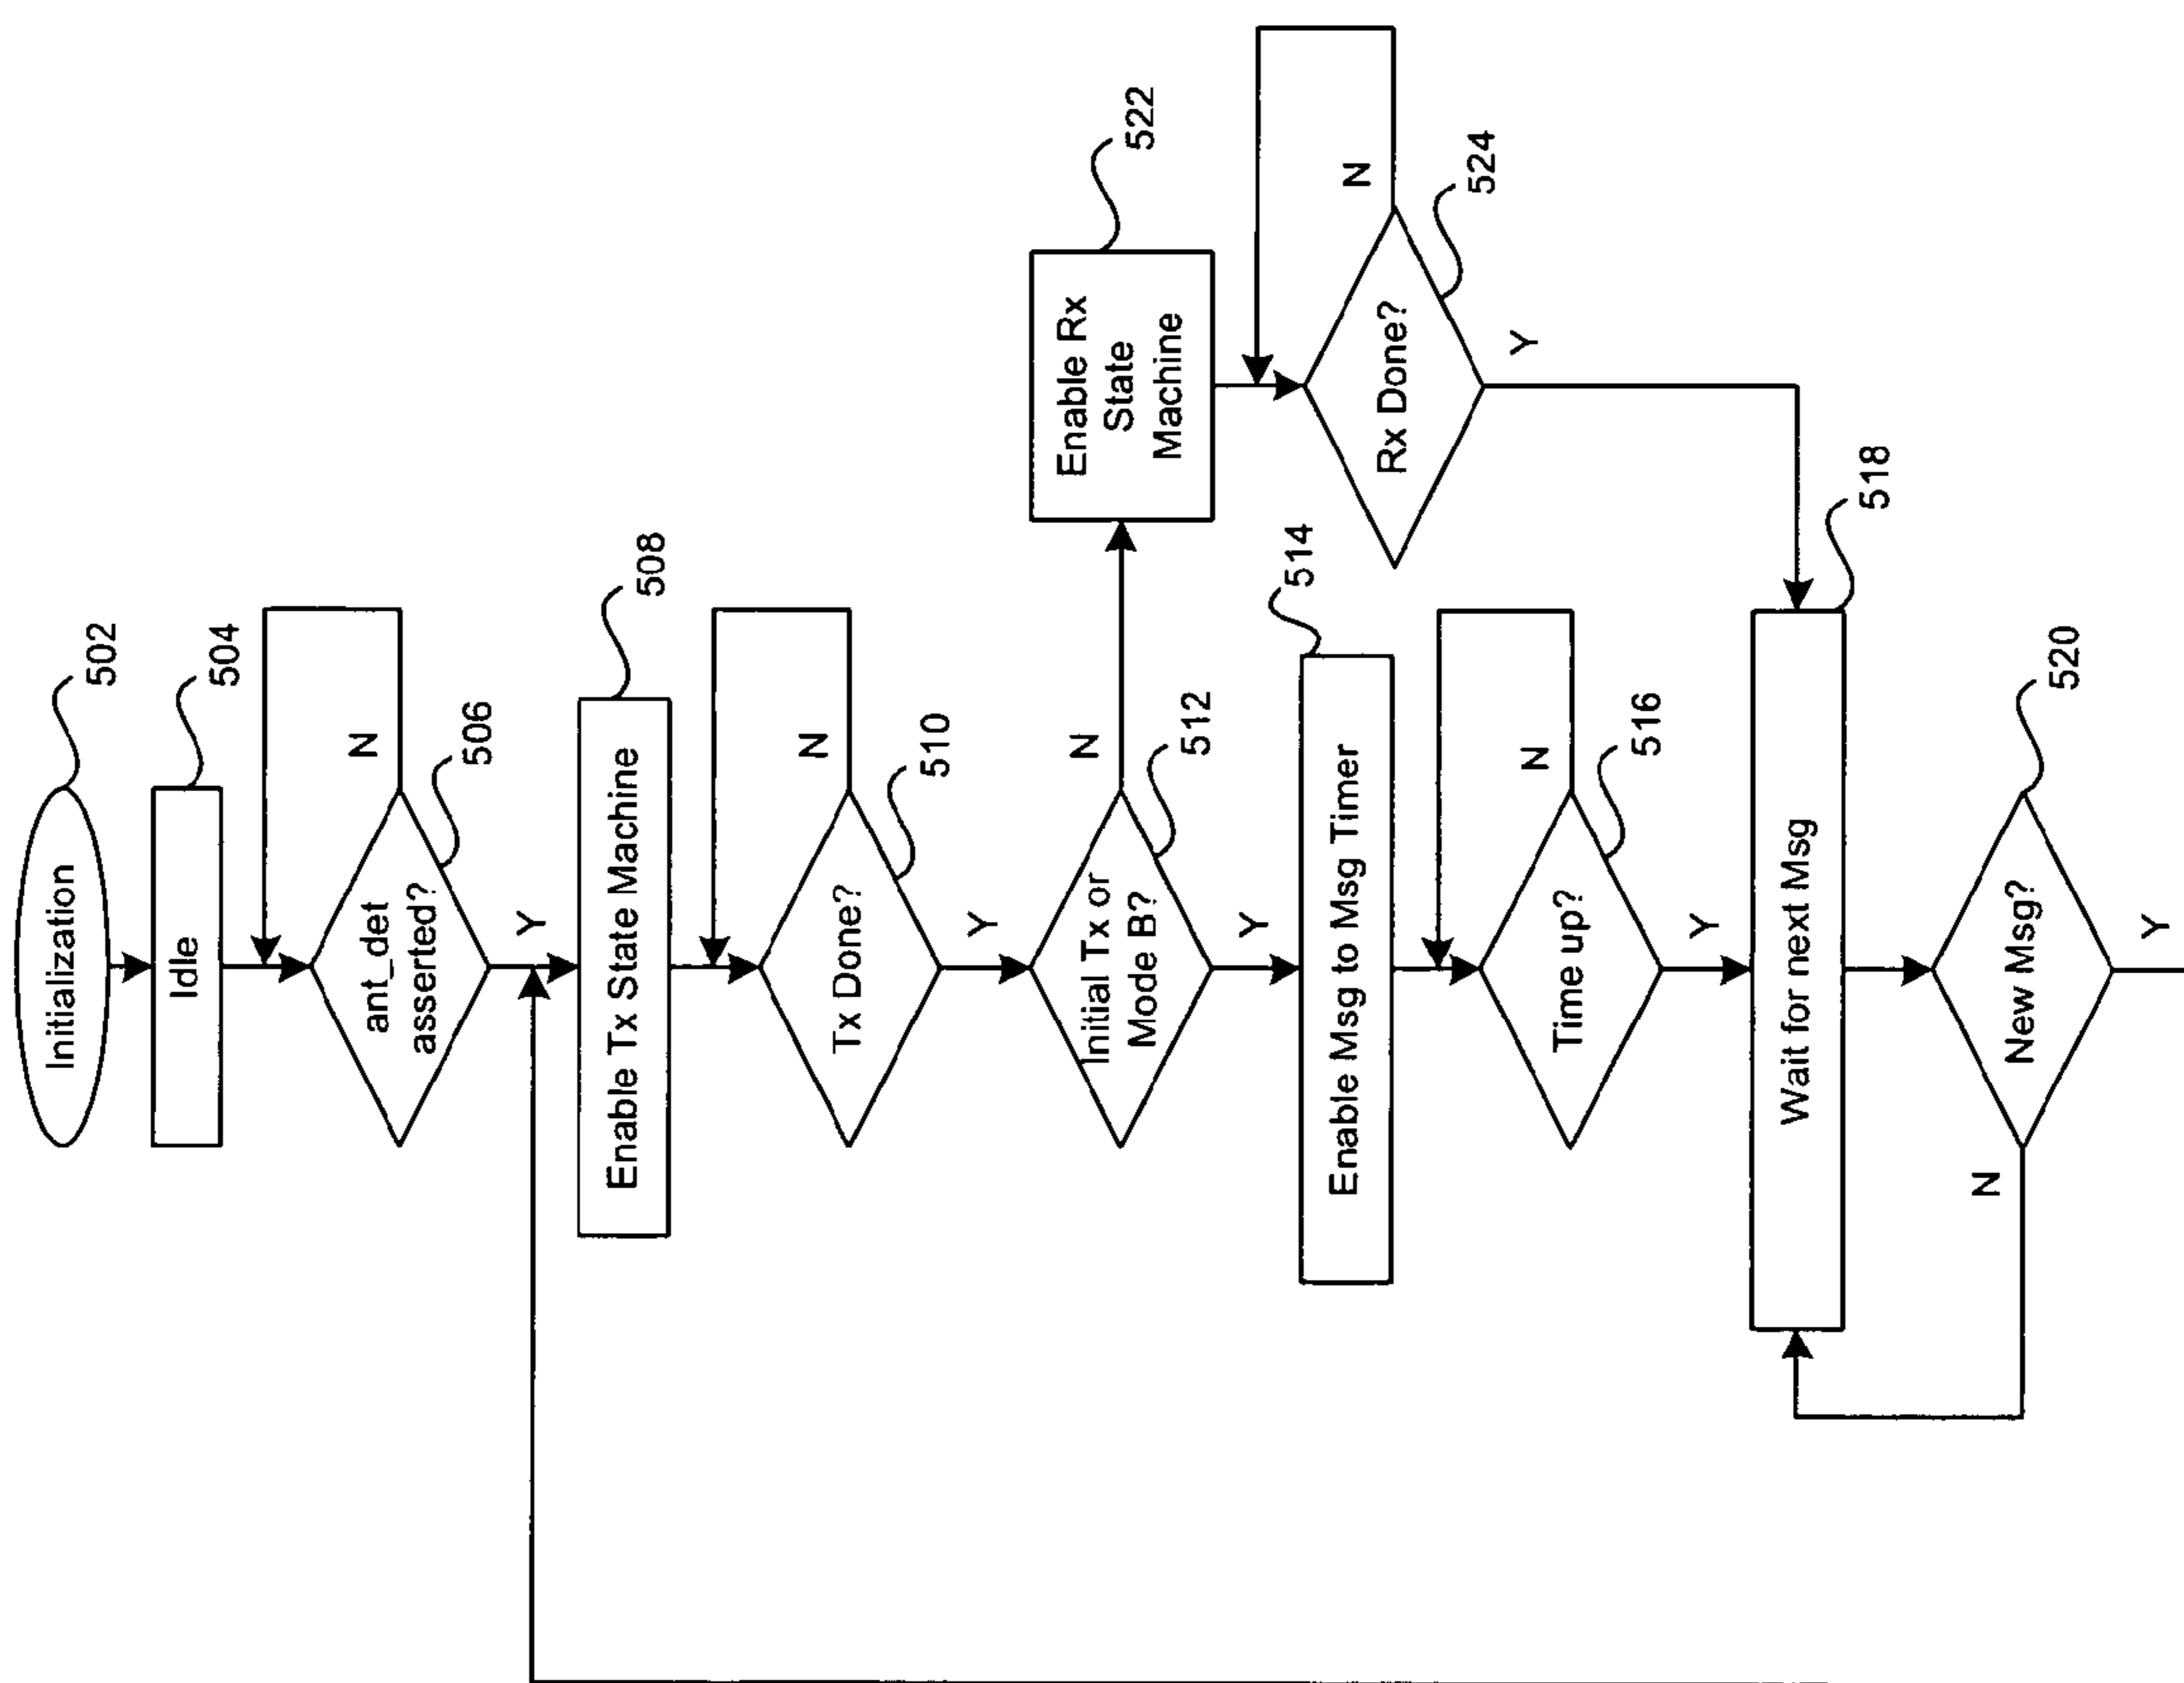 Initialization
502
Idle
504
ant_det
asserted?
506
N
Y
Enable Tx State Machine
508
Tx Done?
510
N
Y
Initial Tx or
Mode B?
512
N
Y
Enable Rx
State
Machine
522
Rx Done?
524
N
Y
Enable Msg to Msg Timer
514
Time up?
516
N
Y
Wait for next Msg
518
New Msg?
520
N
Y